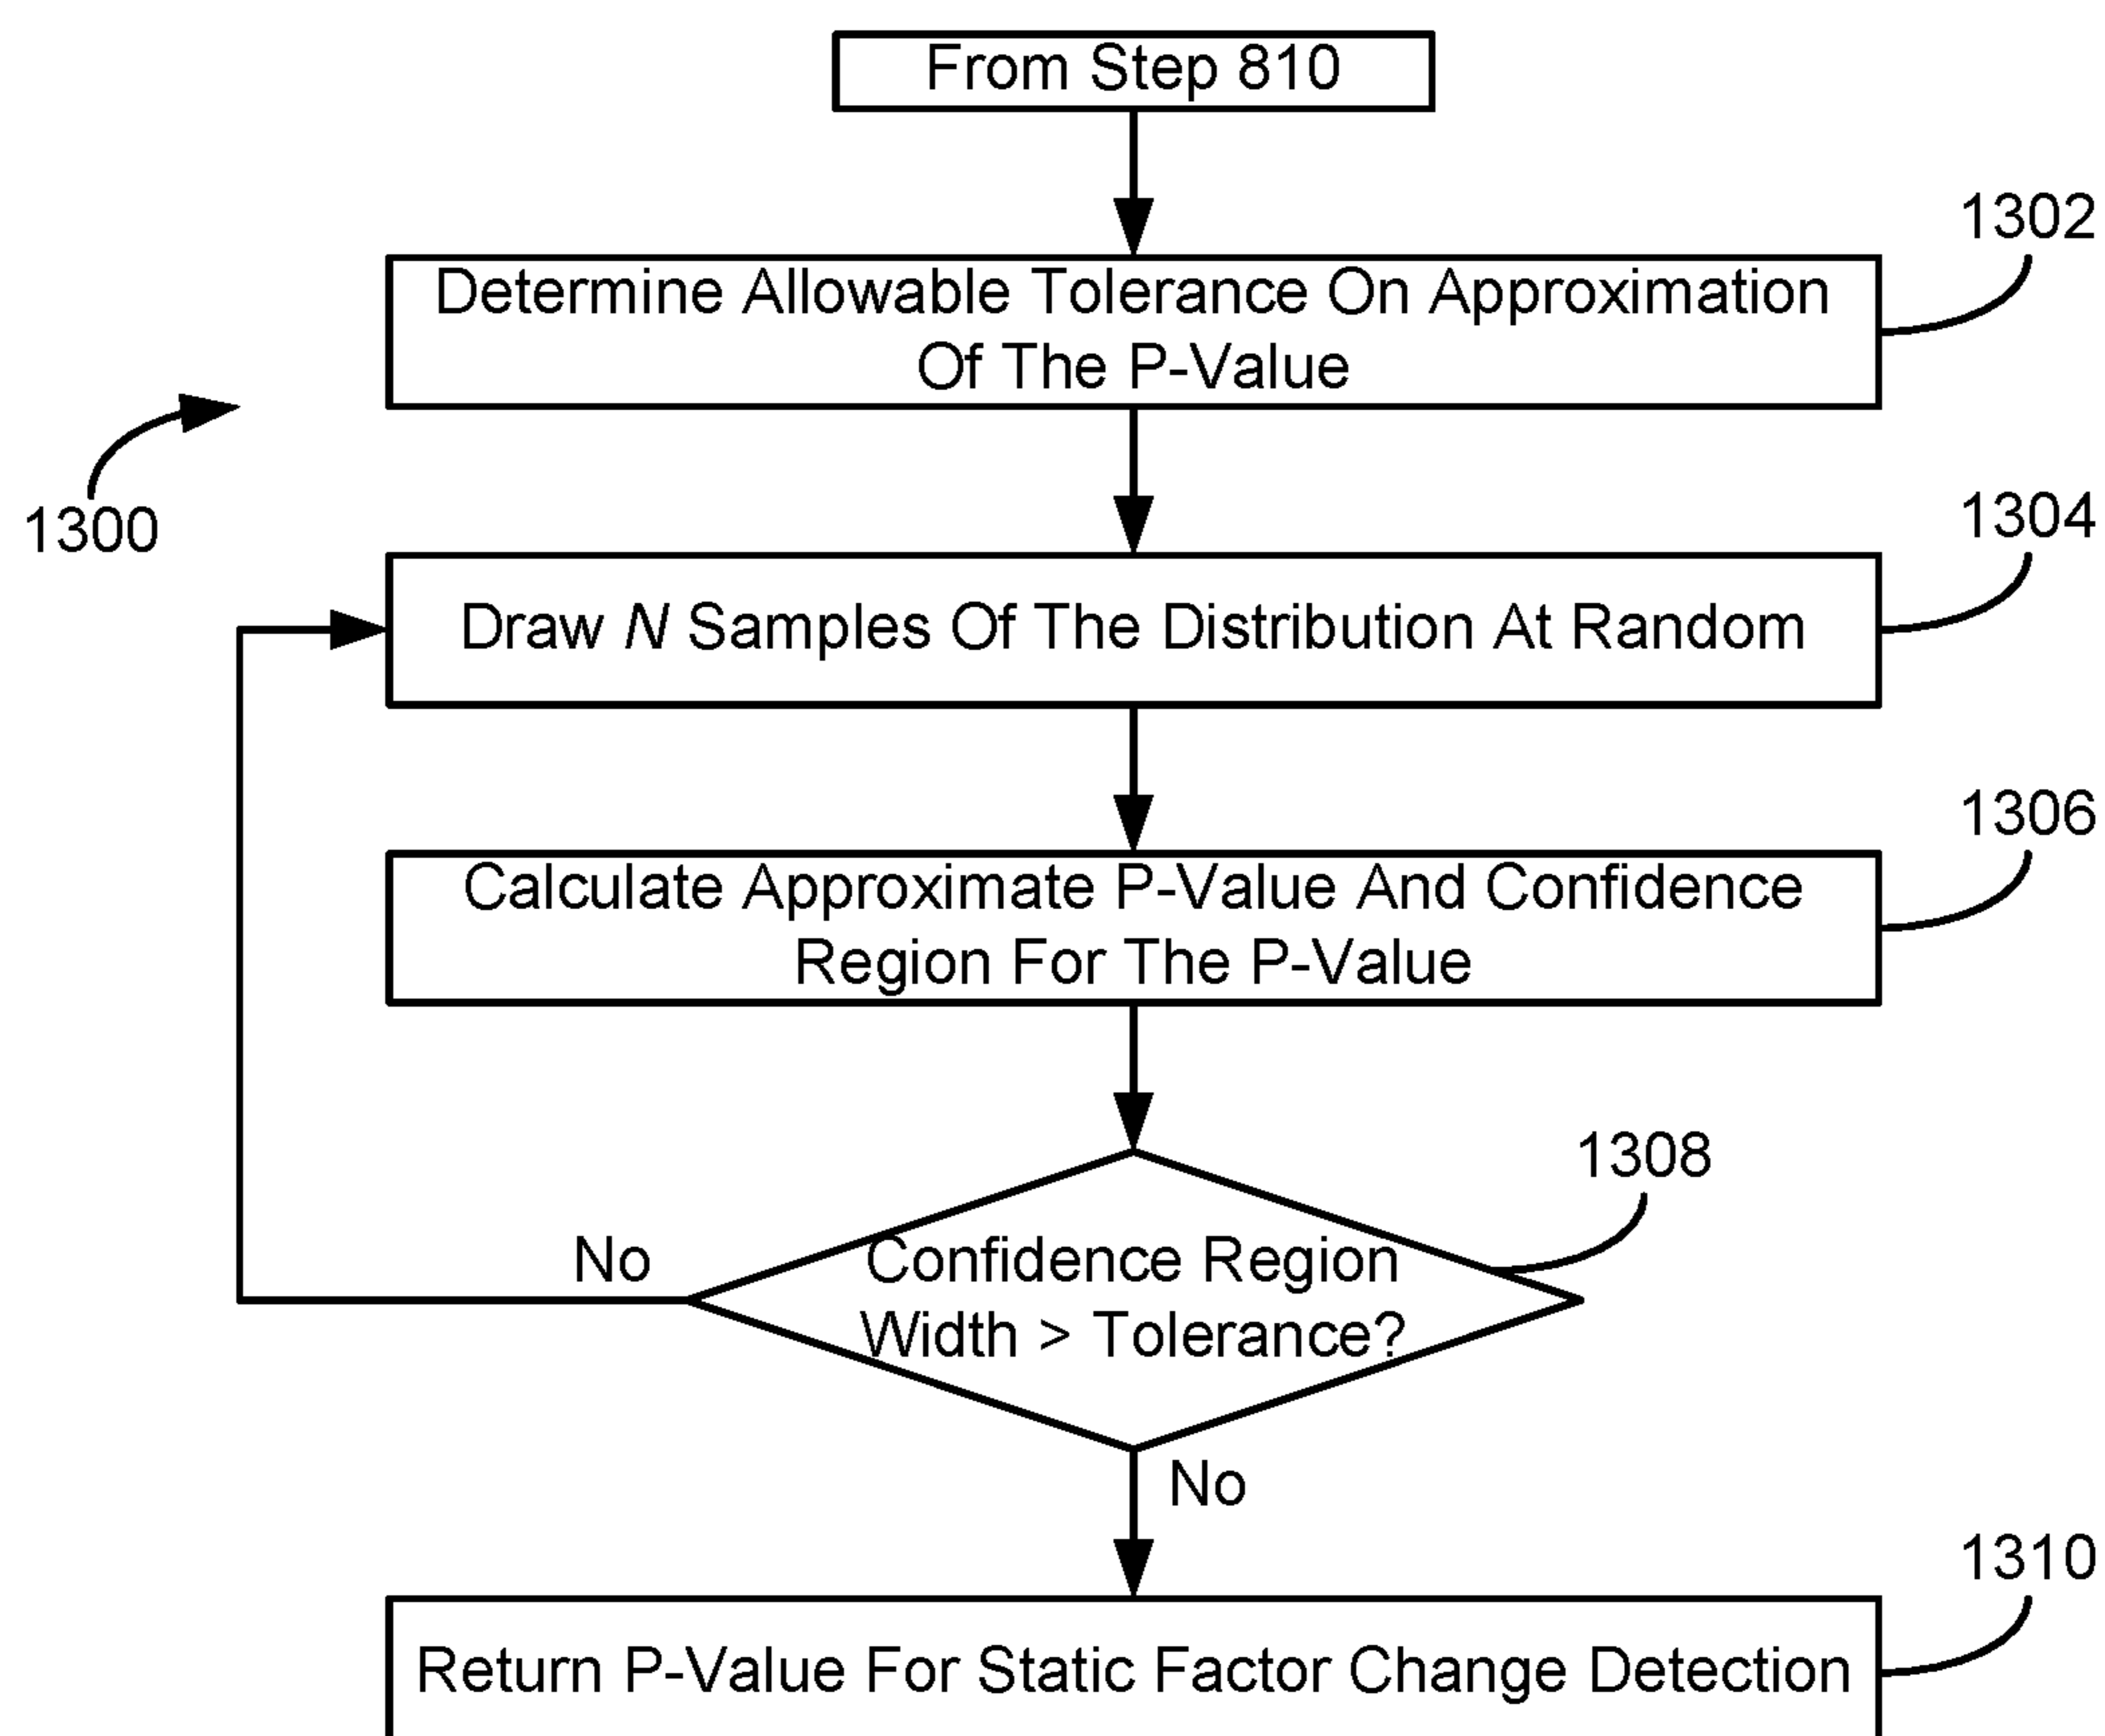 From Step 810
1302
Determine Allowable Tolerance On Approximation
Of The P-Value
1300
1304
Draw N Samples Of The Distribution At Random
1306
Calculate Approximate P-Value And Confidence
Region For The P-Value
1308
No
Confidence Region
Width > Tolerance?
No
1310
Return P-Value For Static Factor Change Detection